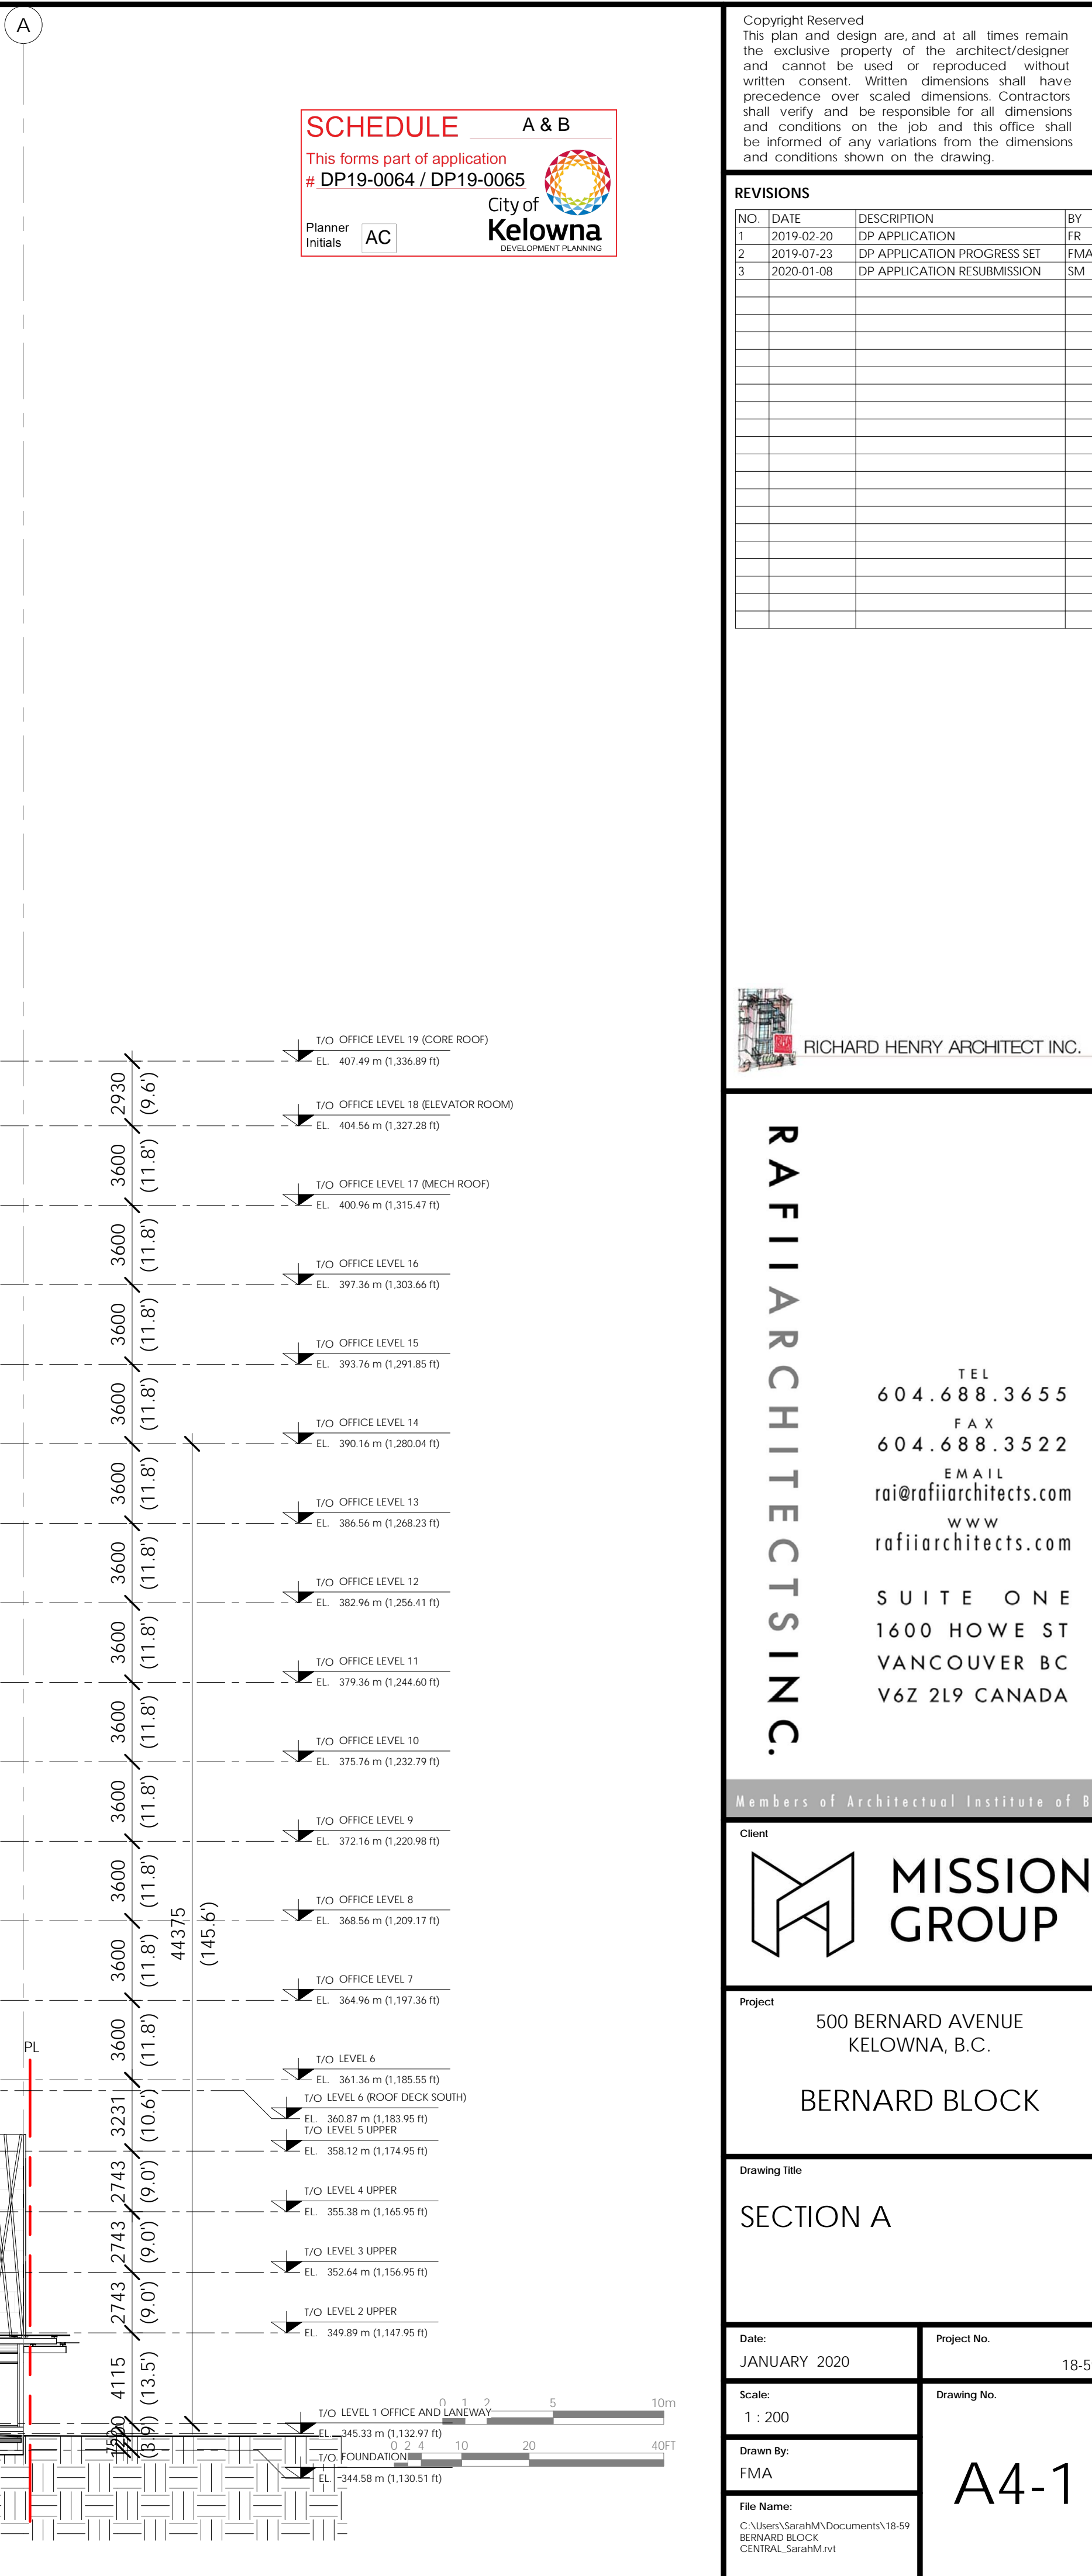 A
SCHEDULE A & B
This forms part of application
# DP19-0064 / DP19-0065
City of
Kelowna
DEVELOPMENT PLANNING
Planner
Initials AC
Copyright Reserved
This plan and design are, and at all times remain
the exclusive property of the architect/designer
and cannot be used or reproduced without
written consent. Written dimensions shall have
precedence over scaled dimensions. Contractors
shall verify and be responsible for all dimensions
and conditions on the job and this office shall
be informed of any variations from the dimensions
and conditions shown on the drawing.
REVISIONS
NO. DATE DESCRIPTION BY
1 2019-02-20 DP APPLICATION FR
2 2019-07-23 DP APPLICATION PROGRESS SET FMA
3 2020-01-08 DP APPLICATION RESUBMISSION SM
RICHARD HENRY ARCHITECT INC.
T/O OFFICE LEVEL 19 (CORE ROOF)
EL. 407.49 m (1,336.89 ft)
2930 (9.6')
T/O OFFICE LEVEL 18 (ELEVATOR ROOM)
EL. 404.56 m (1,327.28 ft)
3600 (11.8')
T/O OFFICE LEVEL 17 (MECH ROOF)
EL. 400.96 m (1,315.47 ft)
3600 (11.8')
T/O OFFICE LEVEL 16
EL. 397.36 m (1,303.66 ft)
3600 (11.8')
T/O OFFICE LEVEL 15
EL. 393.76 m (1,291.85 ft)
3600 (11.8')
T/O OFFICE LEVEL 14
EL. 390.16 m (1,280.04 ft)
3600 (11.8')
T/O OFFICE LEVEL 13
EL. 386.56 m (1,268.23 ft)
3600 (11.8')
T/O OFFICE LEVEL 12
EL. 382.96 m (1,256.41 ft)
3600 (11.8')
T/O OFFICE LEVEL 11
EL. 379.36 m (1,244.60 ft)
3600 (11.8')
T/O OFFICE LEVEL 10
EL. 375.76 m (1,232.79 ft)
3600 (11.8')
T/O OFFICE LEVEL 9
EL. 372.16 m (1,220.98 ft)
3600 (11.8')
T/O OFFICE LEVEL 8
EL. 368.56 m (1,209.17 ft)
44375 (145.6')
3600 (11.8')
T/O OFFICE LEVEL 7
EL. 364.96 m (1,197.36 ft)
3600 (11.8')
PL
T/O LEVEL 6
EL. 361.36 m (1,185.55 ft)
T/O LEVEL 6 (ROOF DECK SOUTH)
EL. 360.87 m (1,183.95 ft)
3231 (10.6')
T/O LEVEL 5 UPPER
EL. 358.12 m (1,174.95 ft)
2743 (9.0')
T/O LEVEL 4 UPPER
EL. 355.38 m (1,165.95 ft)
2743 (9.0')
T/O LEVEL 3 UPPER
EL. 352.64 m (1,156.95 ft)
2743 (9.0')
T/O LEVEL 2 UPPER
EL. 349.89 m (1,147.95 ft)
4115 (13.5')
0 1 2 5 10m
T/O LEVEL 1 OFFICE AND LANEWAY
EL. 345.33 m (1,132.97 ft)
0 2 4 10 20 40FT
(3.9')
T/O FOUNDATION
EL. 344.58 m (1,130.51 ft)
RAFIIARCHITECTSINC.
TEL
604.688.3655
FAX
604.688.3522
EMAIL
rai@rafiiarchitects.com
WWW
rafiiarchitects.com
SUITE ONE
1600 HOWE ST
VANCOUVER BC
V6Z 2L9 CANADA
Members of Architectual Institute of B
Client
MISSION
GROUP
Project
500 BERNARD AVENUE
KELOWNA, B.C.
BERNARD BLOCK
Drawing Title
SECTION A
Date:
JANUARY 2020
Project No.
18-5
Scale:
1 : 200
Drawing No.
A4-1
Drawn By:
FMA
File Name:
C:\Users\SarahM\Documents\18-59
BERNARD BLOCK
CENTRAL_SarahM.rvt